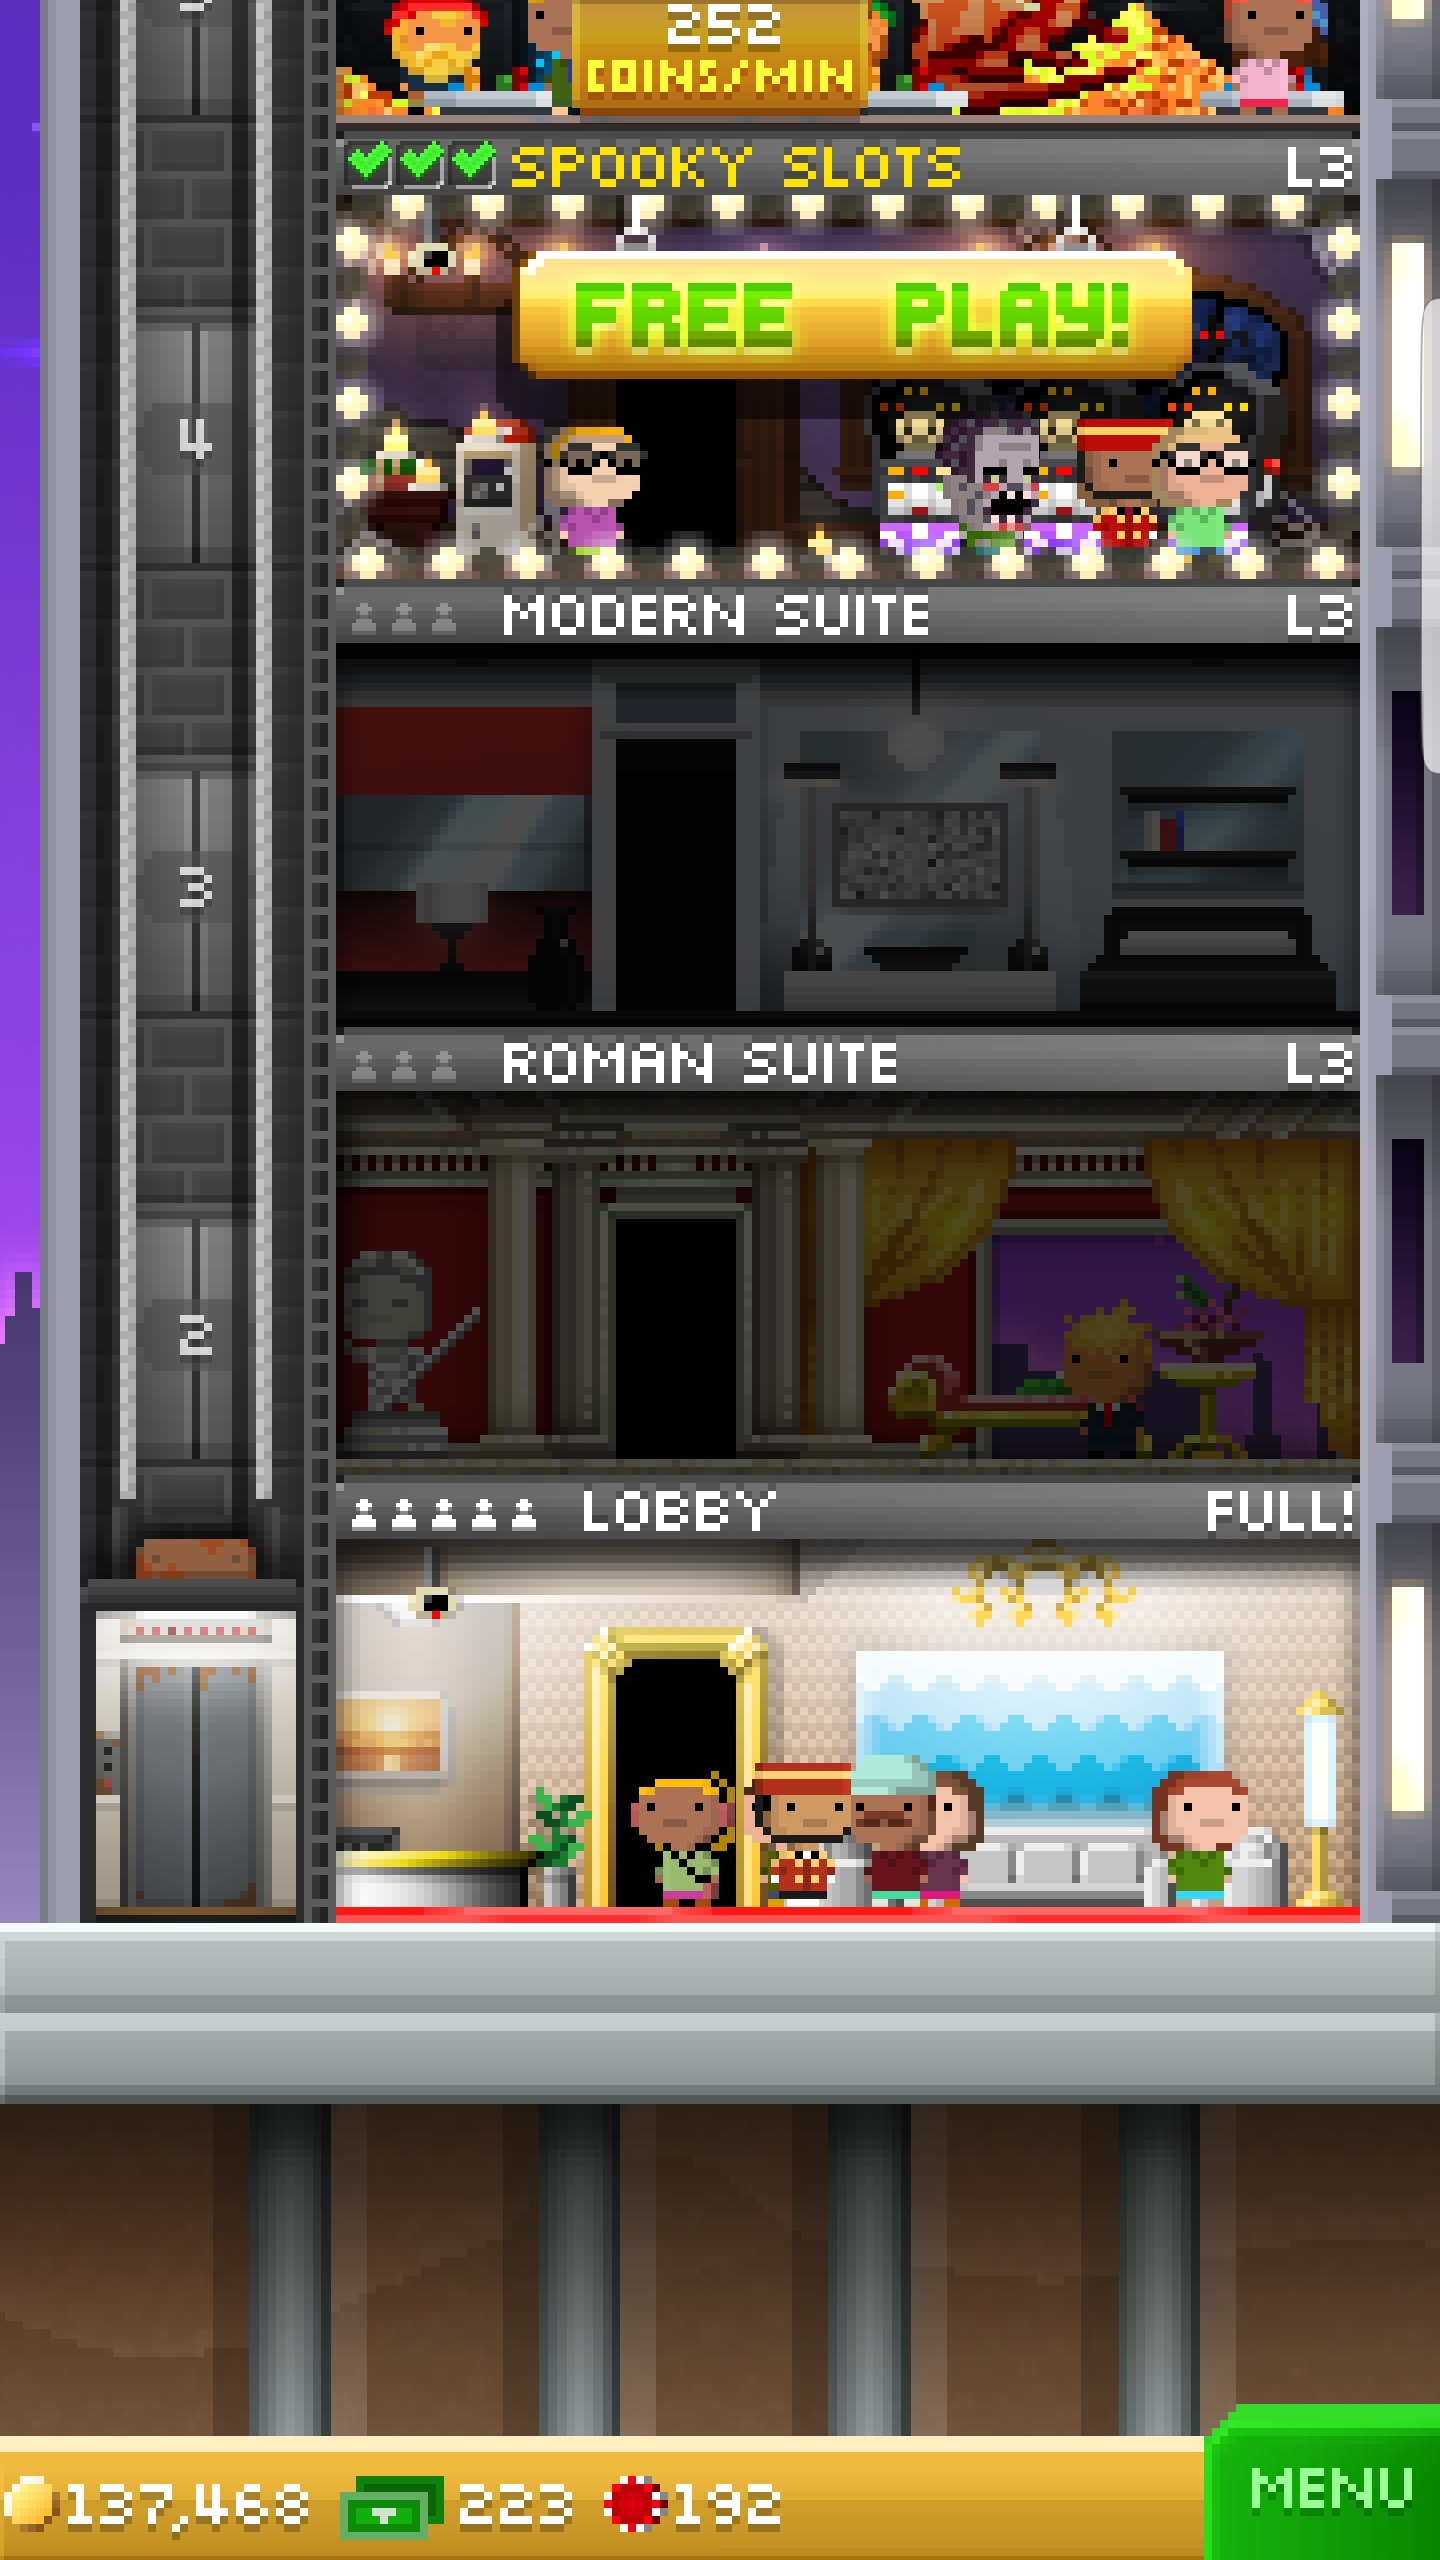 252
COINS/MIN
SPOOKY SLOTS L3
FREE PLAY!
4
MODERN SUITE L3
3
ROMAN SUITE L3
2
LOBBY FULL!
137,468 223 192
MENU